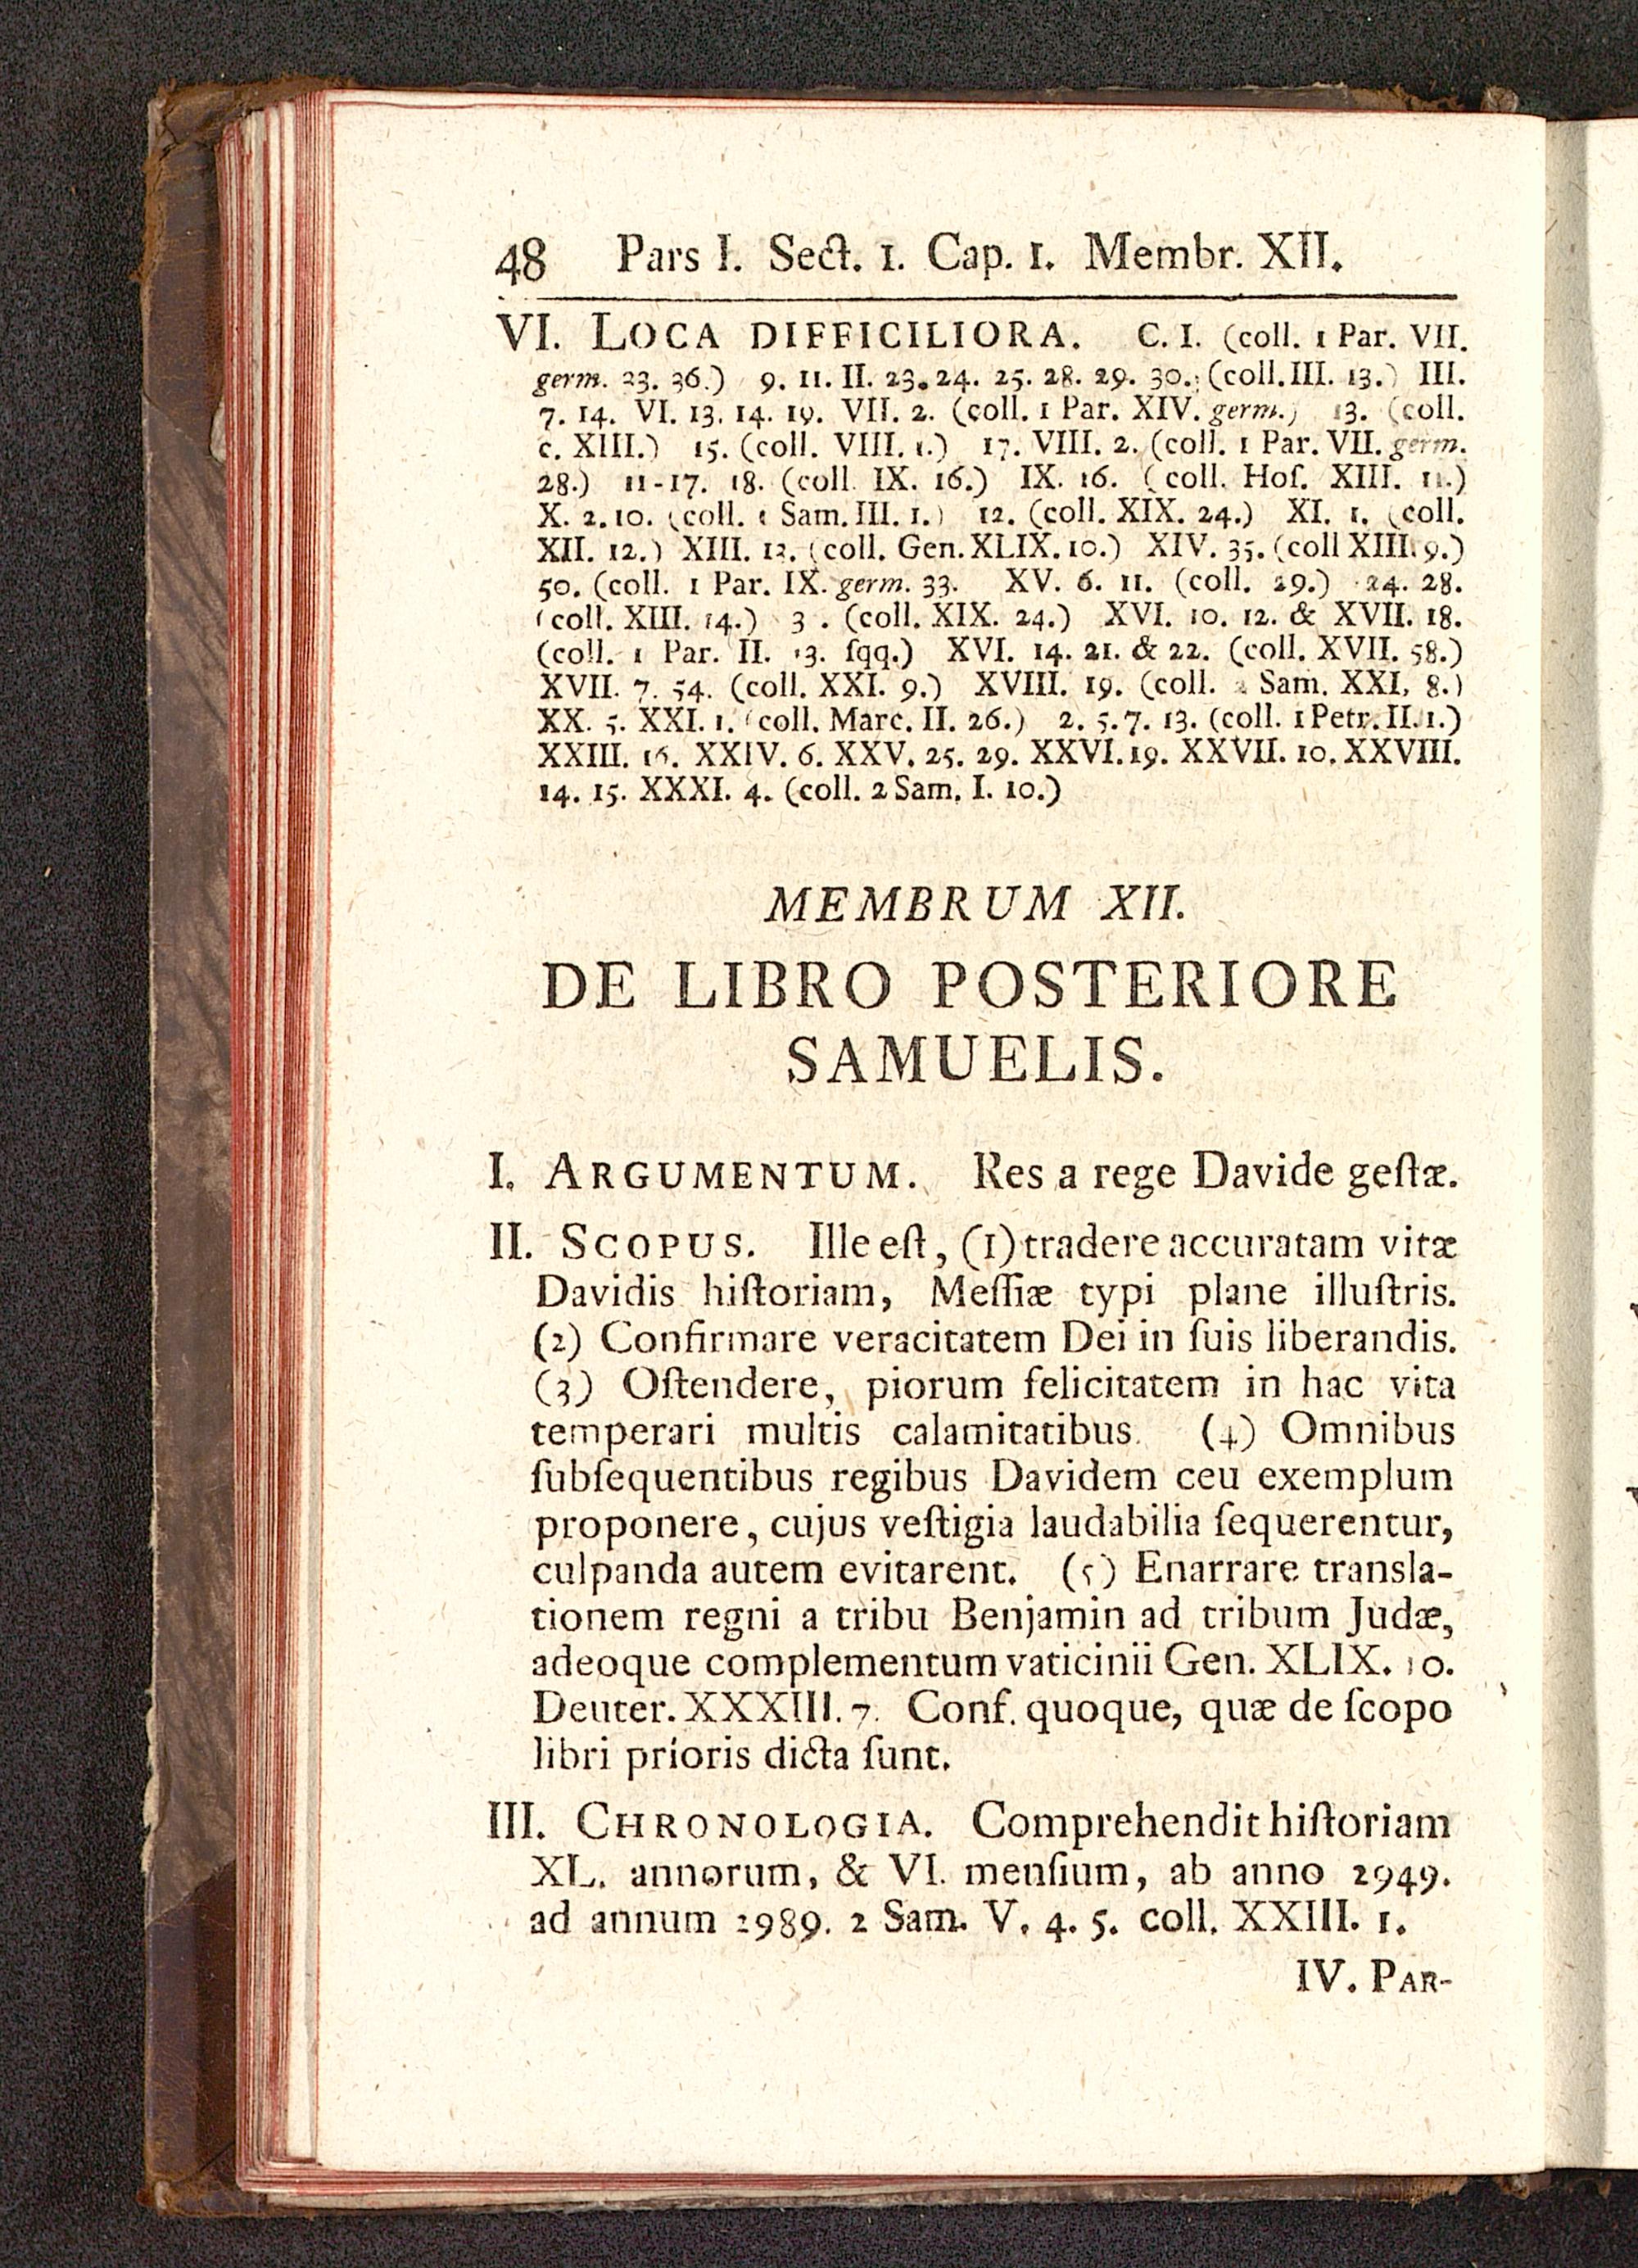 48 Pars I. Sect. 1. Cap. 1. Membr. XII.
VI. LOCA DIFFICILIORA. C. I. (coll. 1 Par. VII.
germ. 33. 36.) 9. 11. II. 23. 24. 25. 28. 29. 30. (coll. III. 13.) III.
7. 14. VI. 13. 14. 19. VII. 2. (coll. 1 Par. XIV. germ.) 13. (coll.
c. XIII.) 15. (coll. VIII. 1.) 17. VIII. 2. (coll. 1 Par. VII. germ.
28.) 11-17. 18. (coll. IX. 16.) IX. 16. (coll. Hoſ. XIII. 11.)
X. 2. 10. (coll. 1 Sam. III. 1.) 12. (coll. XIX. 24.) XI. 1. (coll.
XII. 12.) XIII. 13. (coll. Gen. XLIX. 10.) XIV. 35. (coll XIII. 9.)
50. (coll. 1 Par. IX. germ. 33. XV. 6. 11. (coll. 29.) 24. 28.
(coll. XIII. 14.) 3 . (coll. XIX. 24.) XVI. 10. 12. & XVII. 18.
(coll. 1 Par. II. 13. ſqq.) XVI. 14. 21. & 22. (coll. XVII. 58.)
XVII. 7. 54. (coll. XXI. 9.) XVIII. 19. (coll. 2 Sam. XXI, 8.)
XX. 5. XXI. 1. (coll. Marc. II. 26.) 2. 5. 7. 13. (coll. 1 Petr. II. 1.)
XXIII. 16. XXIV. 6. XXV. 25. 29. XXVI. 19. XXVII. 10. XXVIII.
14. 15. XXXI. 4. (coll. 2 Sam. I. 10.)
MEMBRUM XII.
DE LIBRO POSTERIORE
SAMUELIS.
I. ARGUMENTUM. Res a rege Davide geſtæ.
II. SCOPUS. Ille eſt, (1) tradere accuratam vitæ
Davidis hiſtoriam, Meſſiæ typi plane illuſtris.
(2) Confirmare veracitatem Dei in ſuis liberandis.
(3) Oſtendere, piorum felicitatem in hac vita
temperari multis calamitatibus. (4) Omnibus
ſubſequentibus regibus Davidem ceu exemplum
proponere, cujus veſtigia laudabilia ſequerentur,
culpanda autem evitarent. (5) Enarrare transla-
tionem regni a tribu Benjamin ad tribum Judæ,
adeoque complementum vaticinii Gen. XLIX. 10.
Deuter. XXXIII. 7. Conf. quoque, quæ de ſcopo
libri prioris dicta ſunt.
III. CHRONOLOGIA. Comprehendit hiſtoriam
XL. annorum, & VI. menſium, ab anno 2949.
ad annum 2989. 2 Sam. V. 4. 5. coll. XXIII. 1.
IV. PAR-